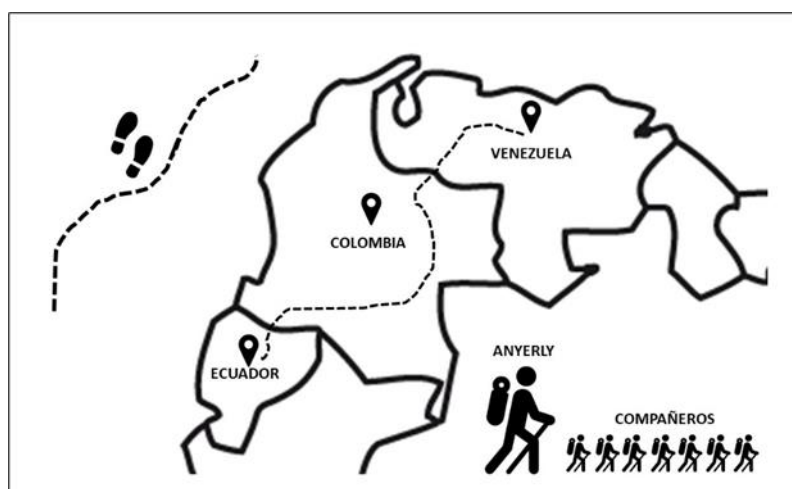 VENEZUELA
COLOMBIA
ECUADOR
ANYERLY
COMPAÑEROS